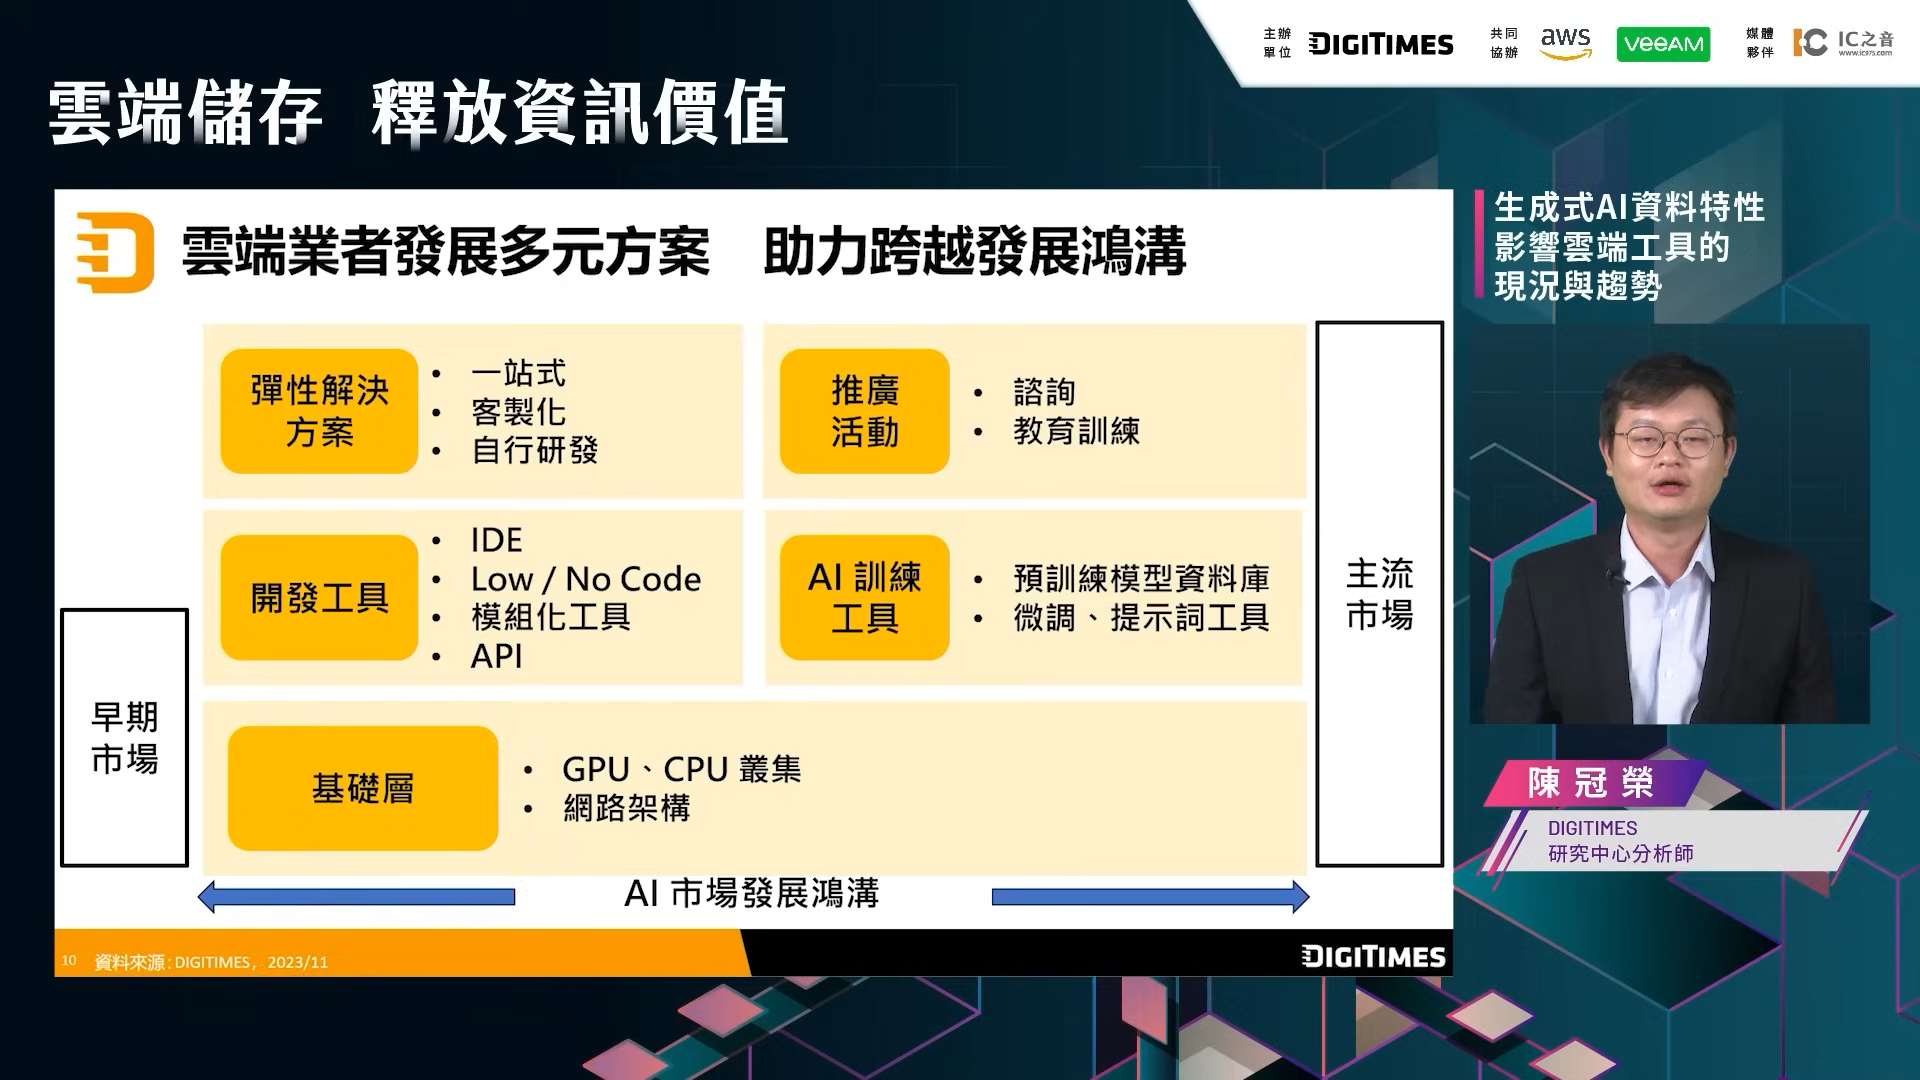 主辦
單位
DIGITIMES
共同
協辦
aws
veeAM
媒體
夥伴
IC之音
www.ic975.com
雲端儲存 釋放資訊價值
雲端業者發展多元方案 助力跨越發展鴻溝
生成式AI資料特性
影響雲端工具的
現況與趨勢
彈性解決
方案
• 一站式
• 客製化
• 自行研發
推廣
活動
• 諮詢
• 教育訓練
開發工具
• IDE
• Low / No Code
• 模組化工具
• API
AI 訓練
工具
• 預訓練模型資料庫
• 微調、提示詞工具
早期
市場
主流
市場
基礎層
• GPU、CPU 叢集
• 網路架構
AI 市場發展鴻溝
10 資料來源: DIGITIMES, 2023/11
DIGITIMES
陳冠榮
DIGITIMES
研究中心分析師